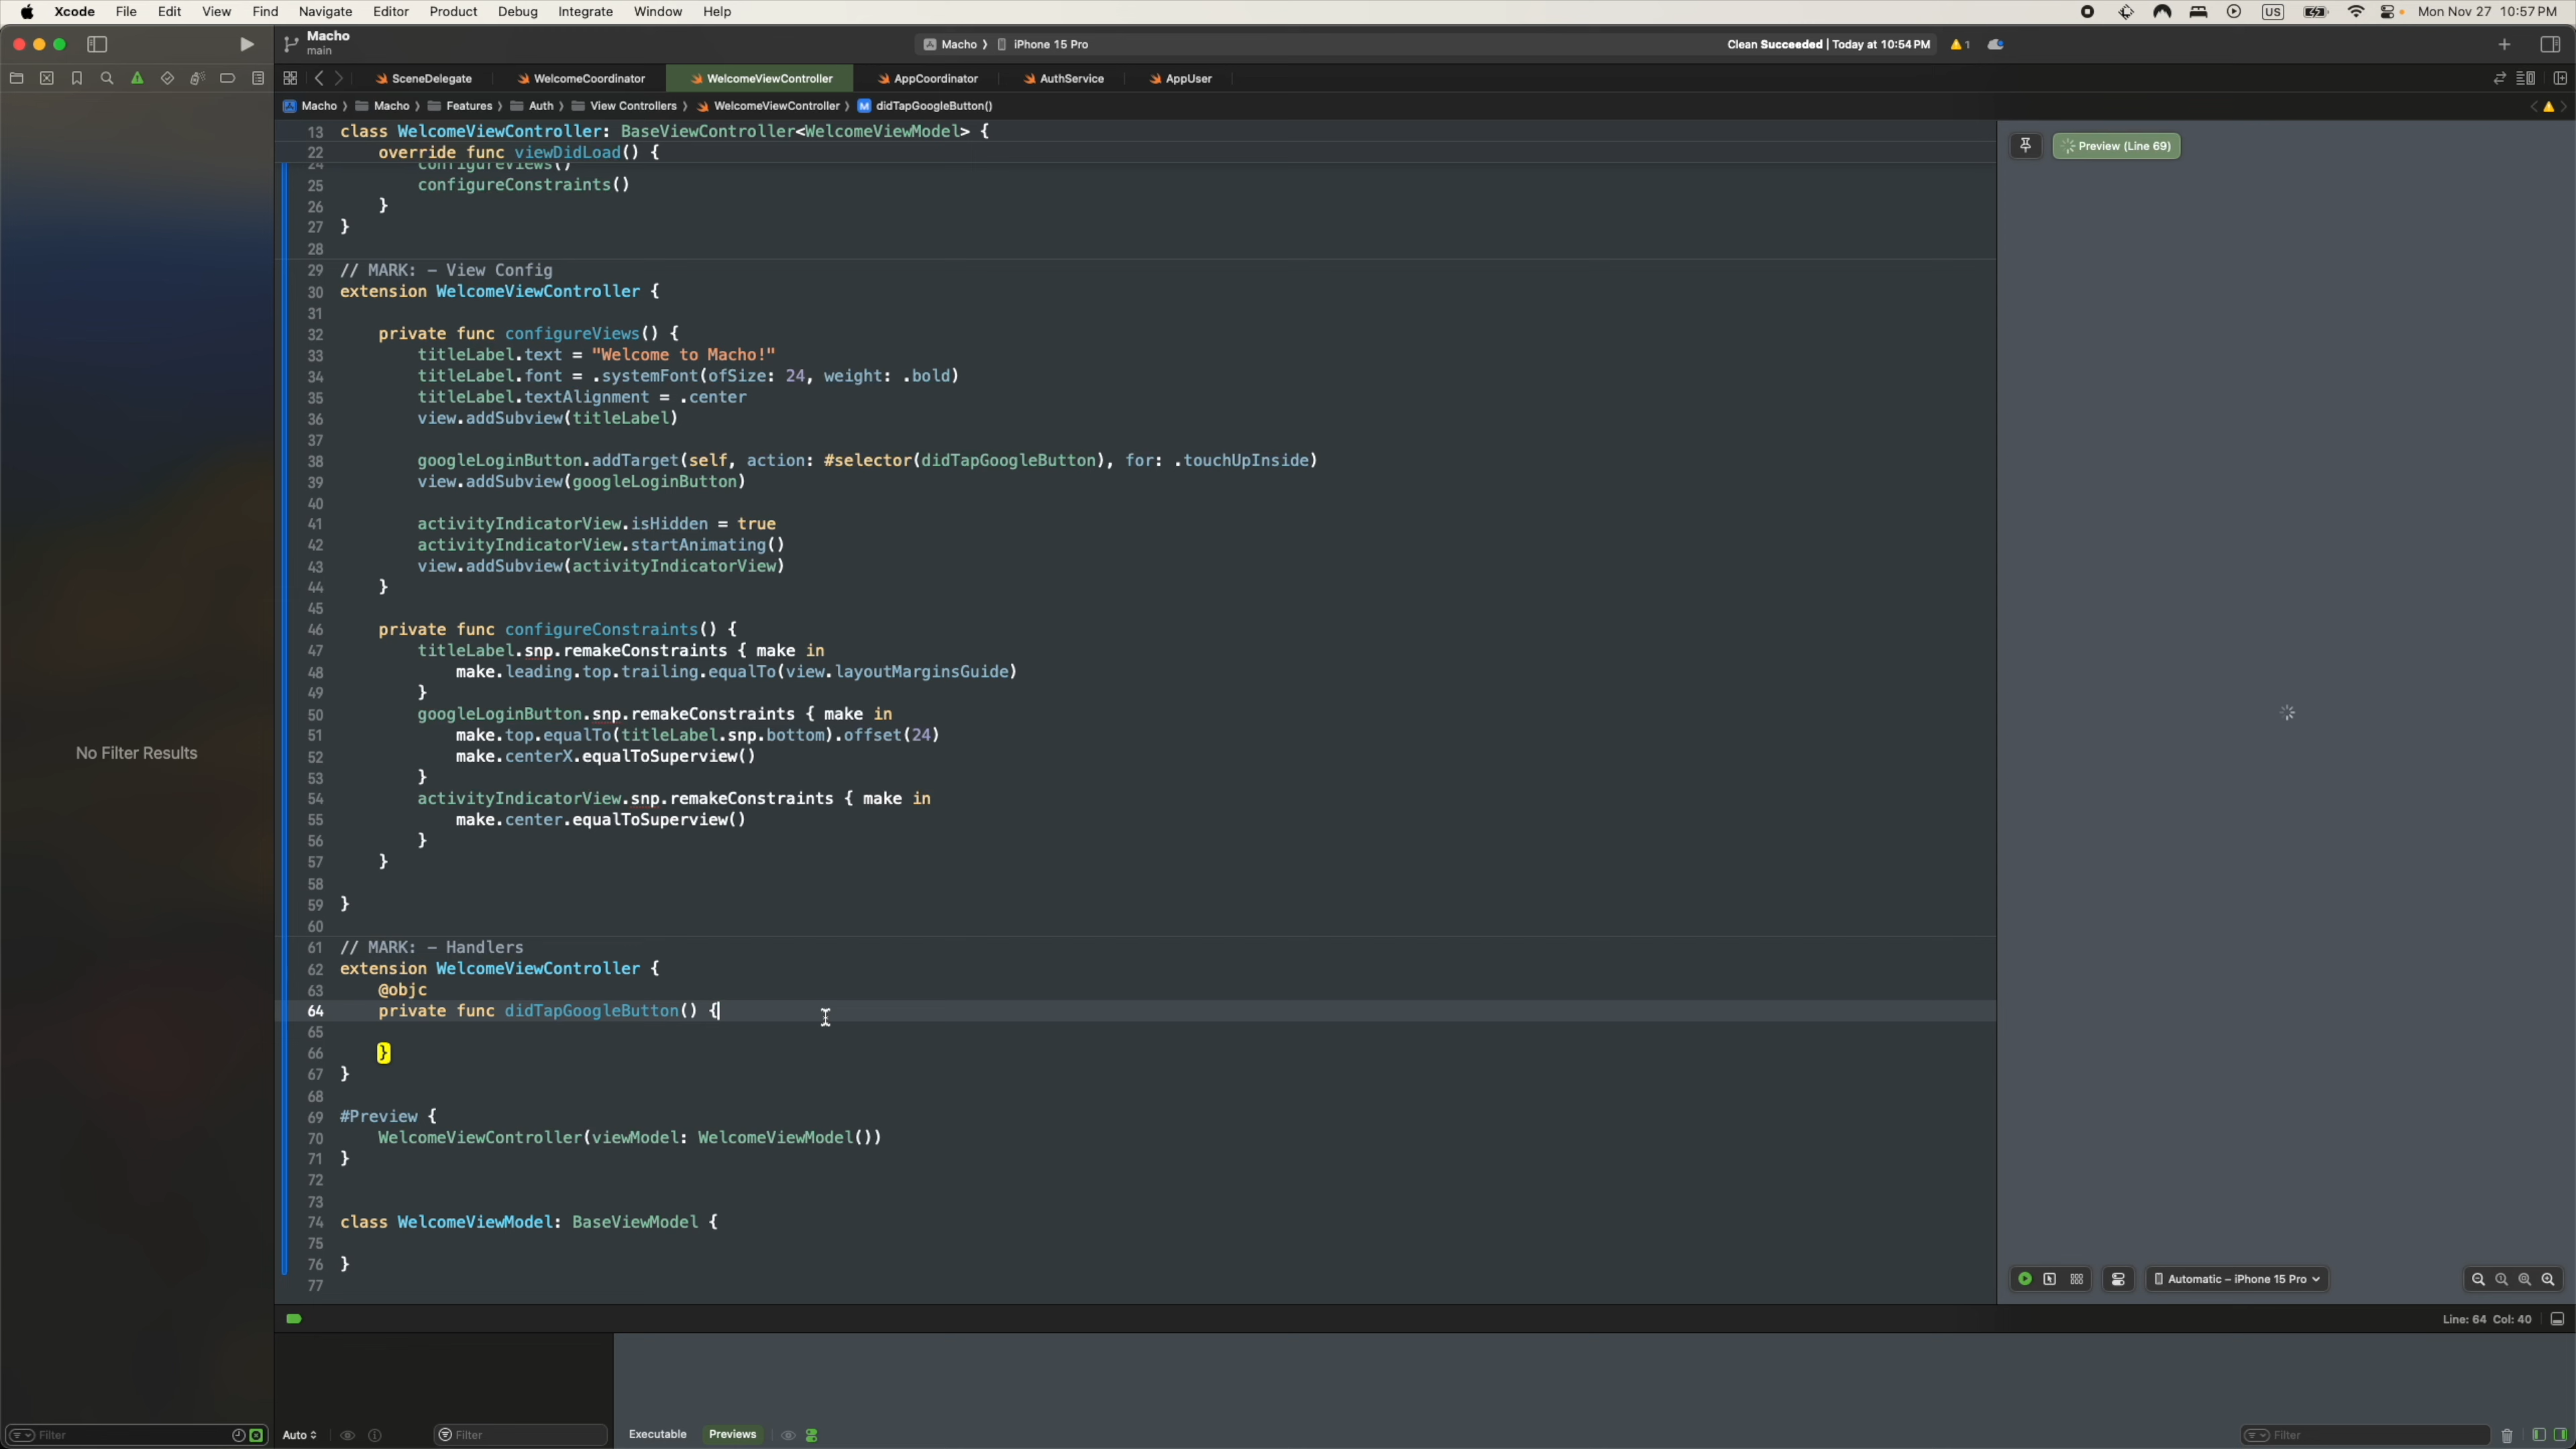 Xcode File Edit View Find Navigate Editor Product Debug Integrate Window Help US Mon Nov 27 10:57 PM
Macho
main
Macho 〉 iPhone 15 Pro
Clean Succeeded | Today at 10:54 PM 1
SceneDelegate WelcomeCoordinator WelcomeViewController AppCoordinator AuthService AppUser
Macho 〉 Macho 〉 Features 〉 Auth 〉 View Controllers 〉 WelcomeViewController 〉 M didTapGoogleButton()
13 class WelcomeViewController: BaseViewController<WelcomeViewModel> {
22 override func viewDidLoad() {
24 configureViews()
25 configureConstraints()
26 }
27 }
28
29 // MARK: - View Config
30 extension WelcomeViewController {
31
32 private func configureViews() {
33 titleLabel.text = "Welcome to Macho!"
34 titleLabel.font = .systemFont(ofSize: 24, weight: .bold)
35 titleLabel.textAlignment = .center
36 view.addSubview(titleLabel)
37
38 googleLoginButton.addTarget(self, action: #selector(didTapGoogleButton), for: .touchUpInside)
39 view.addSubview(googleLoginButton)
40
41 activityIndicatorView.isHidden = true
42 activityIndicatorView.startAnimating()
43 view.addSubview(activityIndicatorView)
44 }
45
46 private func configureConstraints() {
47 titleLabel.snp.remakeConstraints { make in
48 make.leading.top.trailing.equalTo(view.layoutMarginsGuide)
49 }
50 googleLoginButton.snp.remakeConstraints { make in
51 make.top.equalTo(titleLabel.snp.bottom).offset(24)
52 make.centerX.equalToSuperview()
53 }
54 activityIndicatorView.snp.remakeConstraints { make in
55 make.center.equalToSuperview()
56 }
57 }
58
59 }
60
61 // MARK: - Handlers
62 extension WelcomeViewController {
63 @objc
64 private func didTapGoogleButton() {
65
66 }
67 }
68
69 #Preview {
70 WelcomeViewController(viewModel: WelcomeViewModel())
71 }
72
73
74 class WelcomeViewModel: BaseViewModel {
75
76 }
77
No Filter Results
Preview (Line 69)
Automatic – iPhone 15 Pro
Line: 64 Col: 40
Filter
Auto
Filter
Executable Previews
Filter